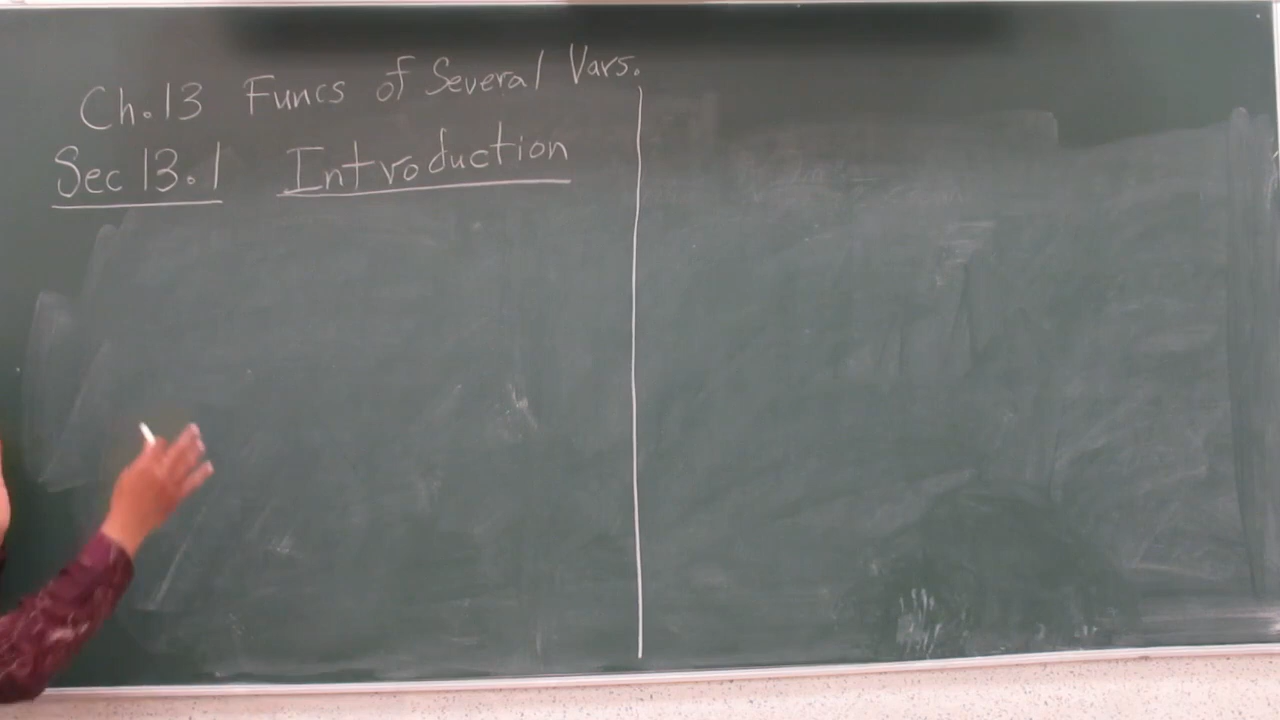 Ch.13 Funcs of Several Vars.
Sec 13.1 Introduction